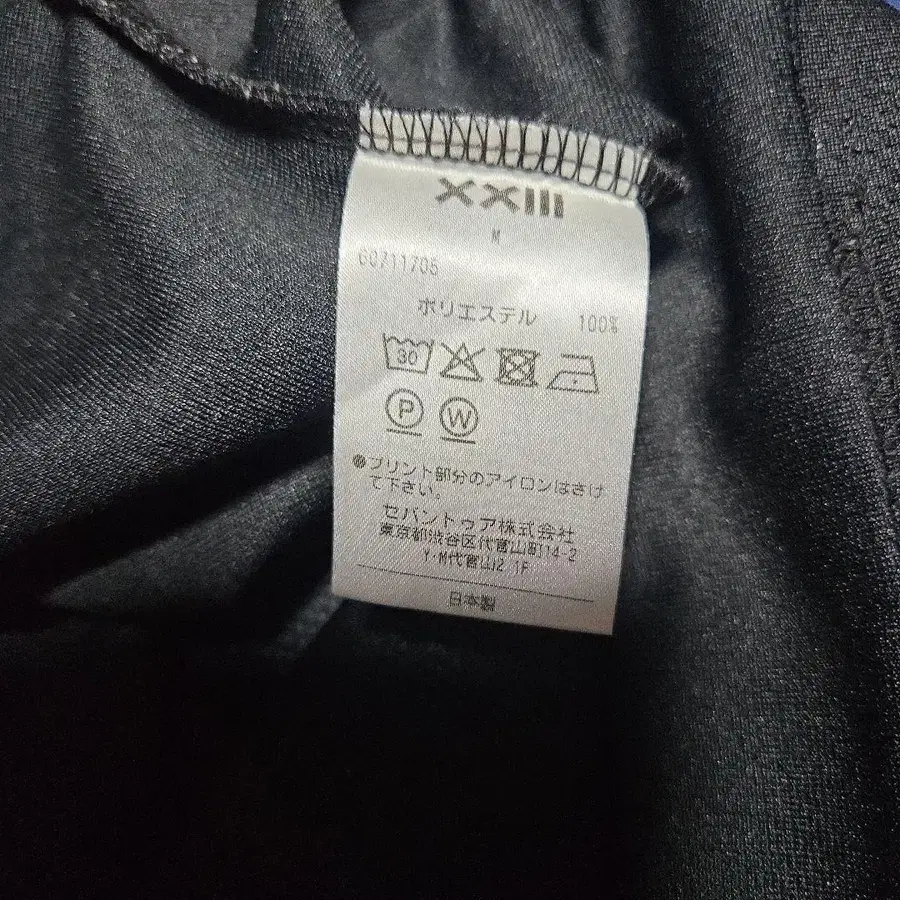 XXIII
M
60711705
ポリエステル 100%
30
P W
●プリント部分のアイロンはさけ
て下さい。
セバントゥア株式会社
東京都渋谷区代官山町14-2
Y・M代官山2 1F
日本製